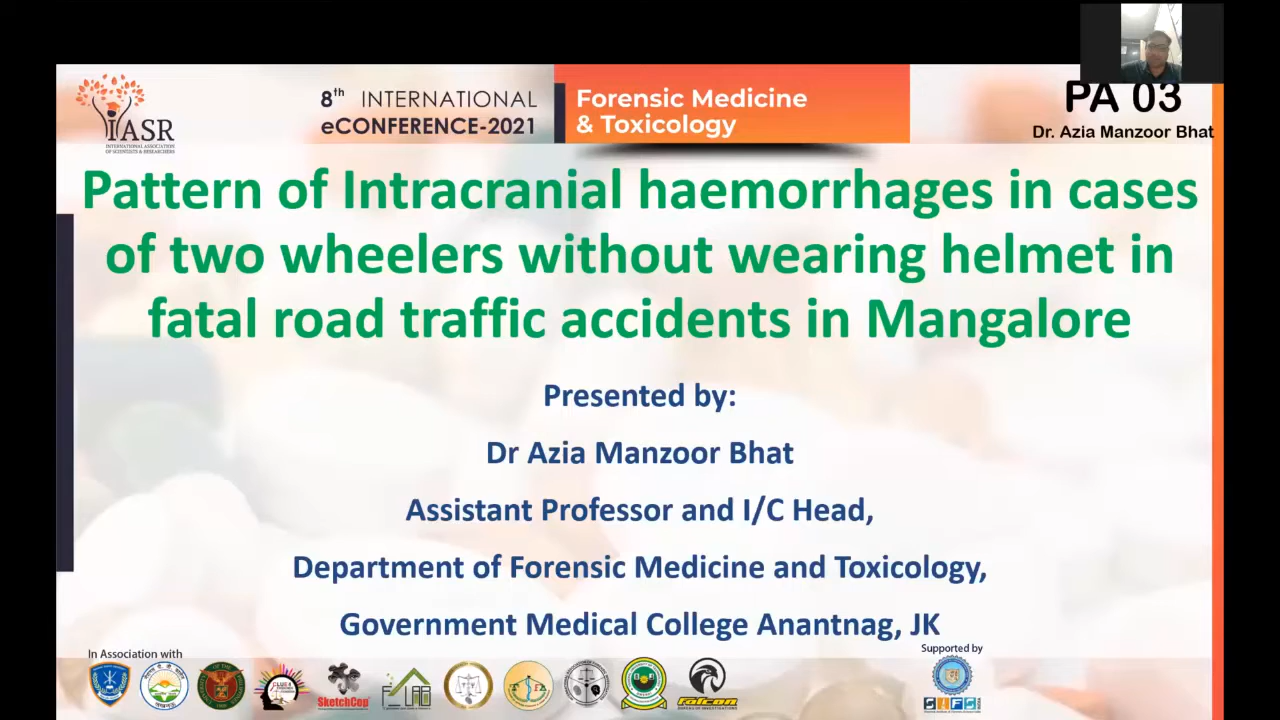 PA 03
Dr. Azia Manzoor Bhat
iASR
INTERNATIONAL ASSOCIATION
OF SCIENTISTS & RESEARCHERS
8th INTERNATIONAL
eCONFERENCE-2021
Forensic Medicine
& Toxicology
Pattern of Intracranial haemorrhages in cases
of two wheelers without wearing helmet in
fatal road traffic accidents in Mangalore
Presented by:
Dr Azia Manzoor Bhat
Assistant Professor and I/C Head,
Department of Forensic Medicine and Toxicology,
Government Medical College Anantnag, JK
In Association with
Supported by
SketchCop
FALCON
SIFS